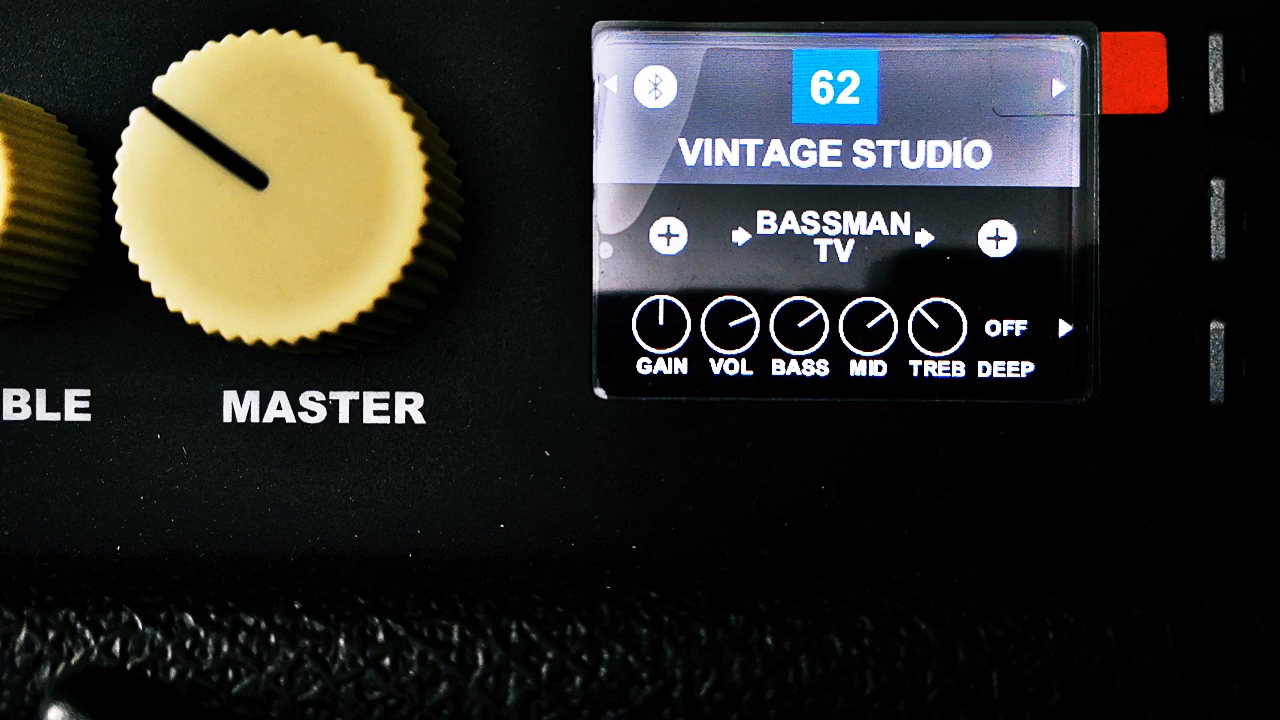 62
VINTAGE STUDIO
BASSMAN
TV
OFF
GAIN VOL BASS MID TREB DEEP
BLE MASTER